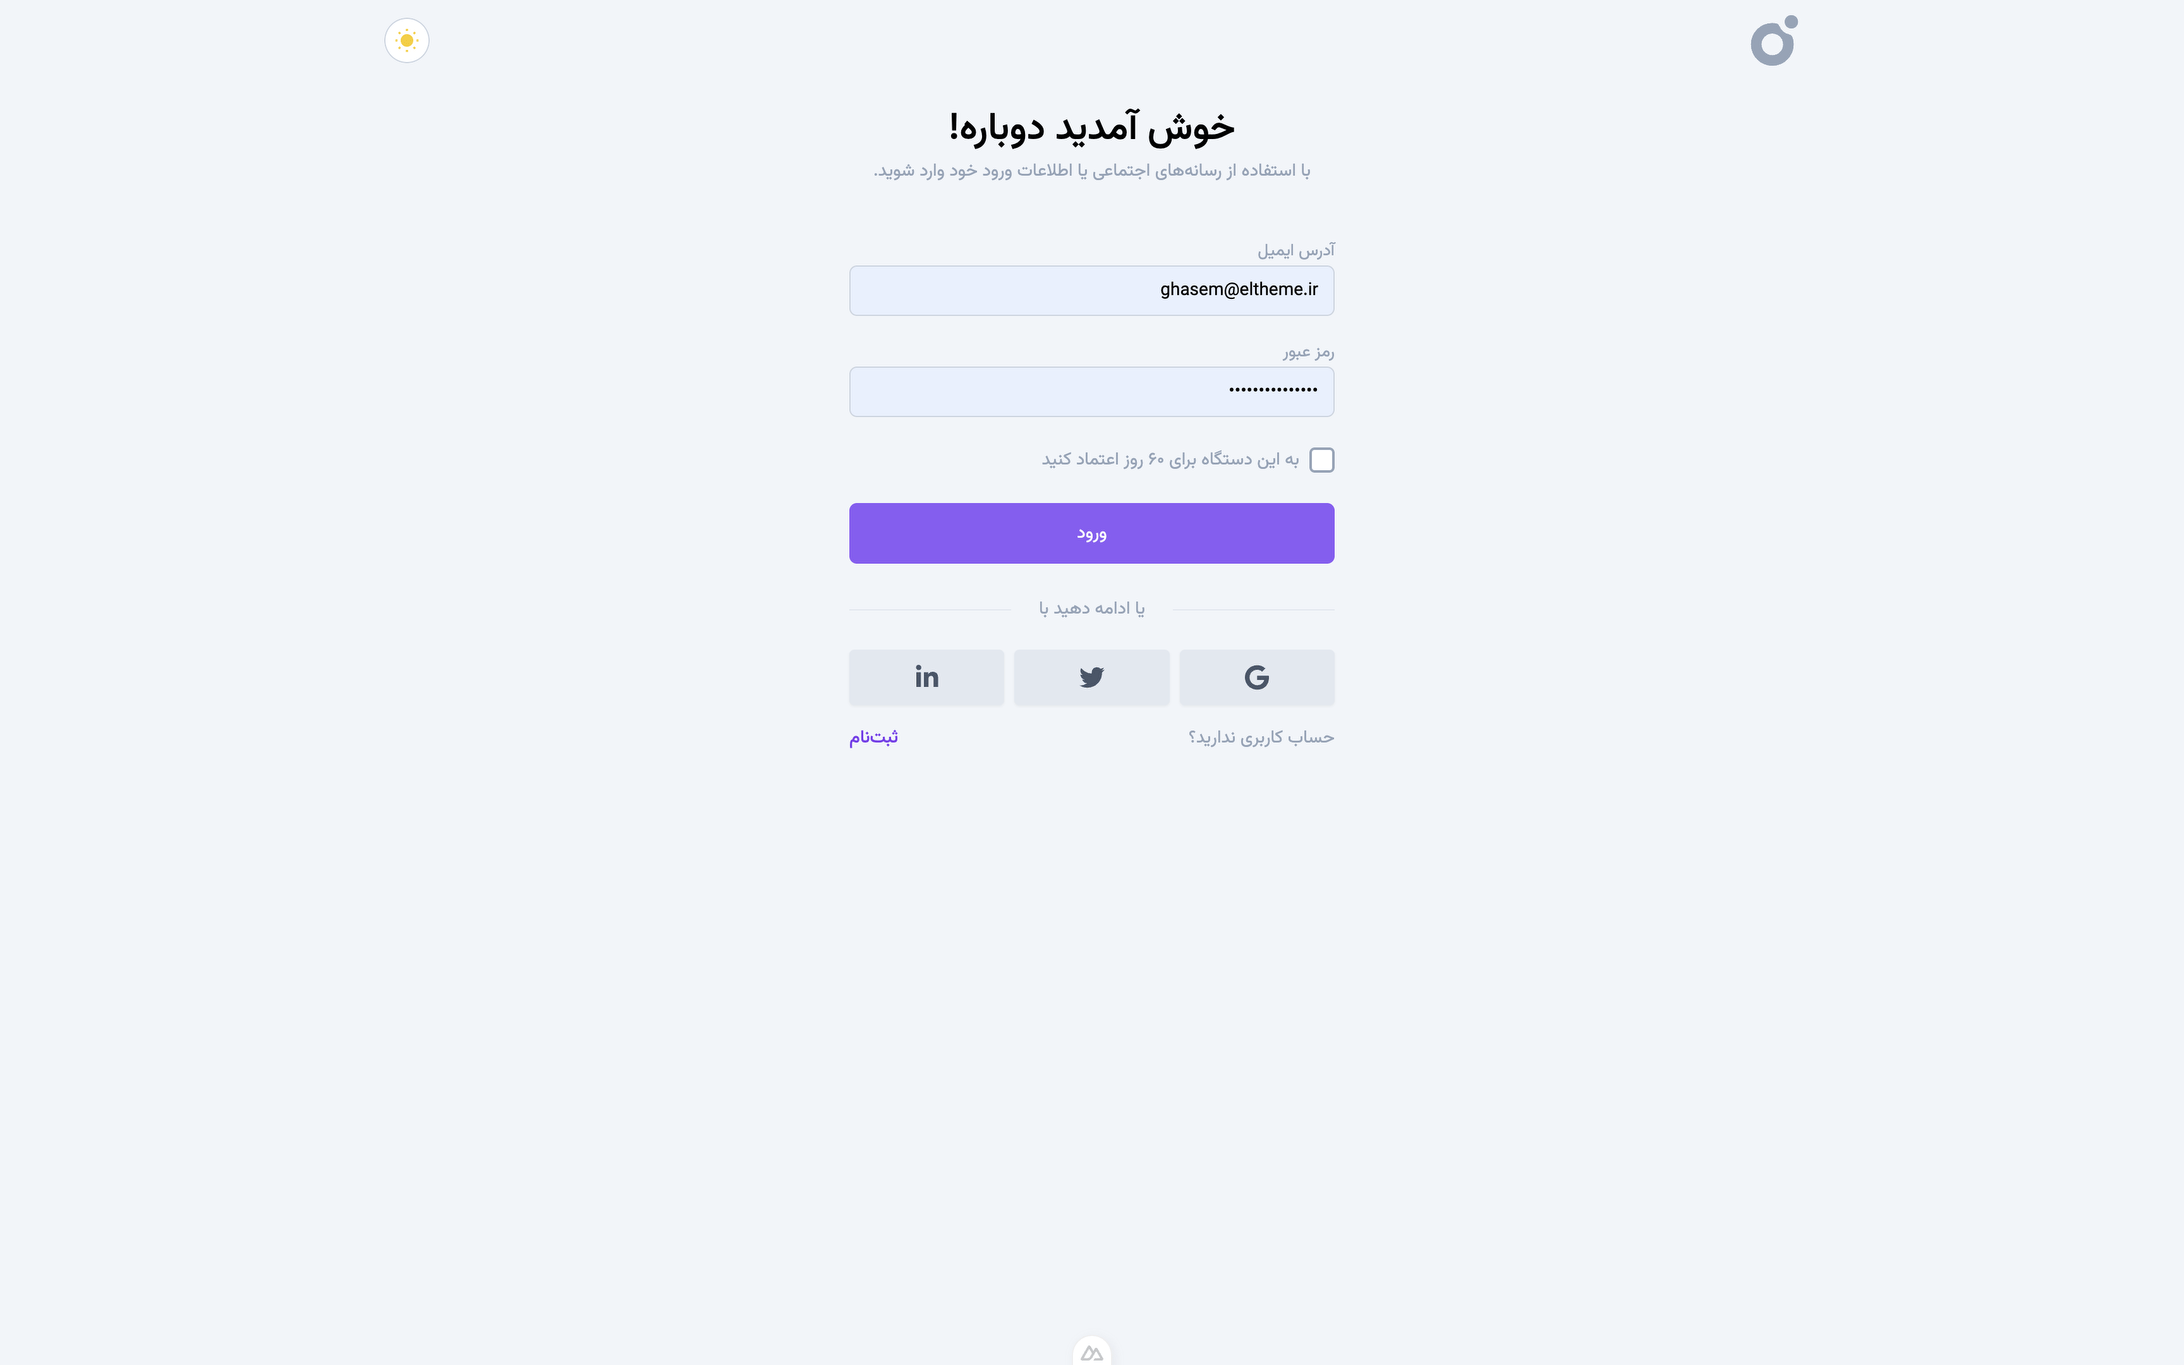 خوش آمدید دوباره!
با استفاده از رسانه‌های اجتماعی یا اطلاعات ورود خود وارد شوید.
آدرس ایمیل
ghasem@eltheme.ir
رمز عبور
•••••••••••••••
به این دستگاه برای ۶۰ روز اعتماد کنید
ورود
یا ادامه دهید با
حساب کاربری ندارید؟
ثبت‌نام